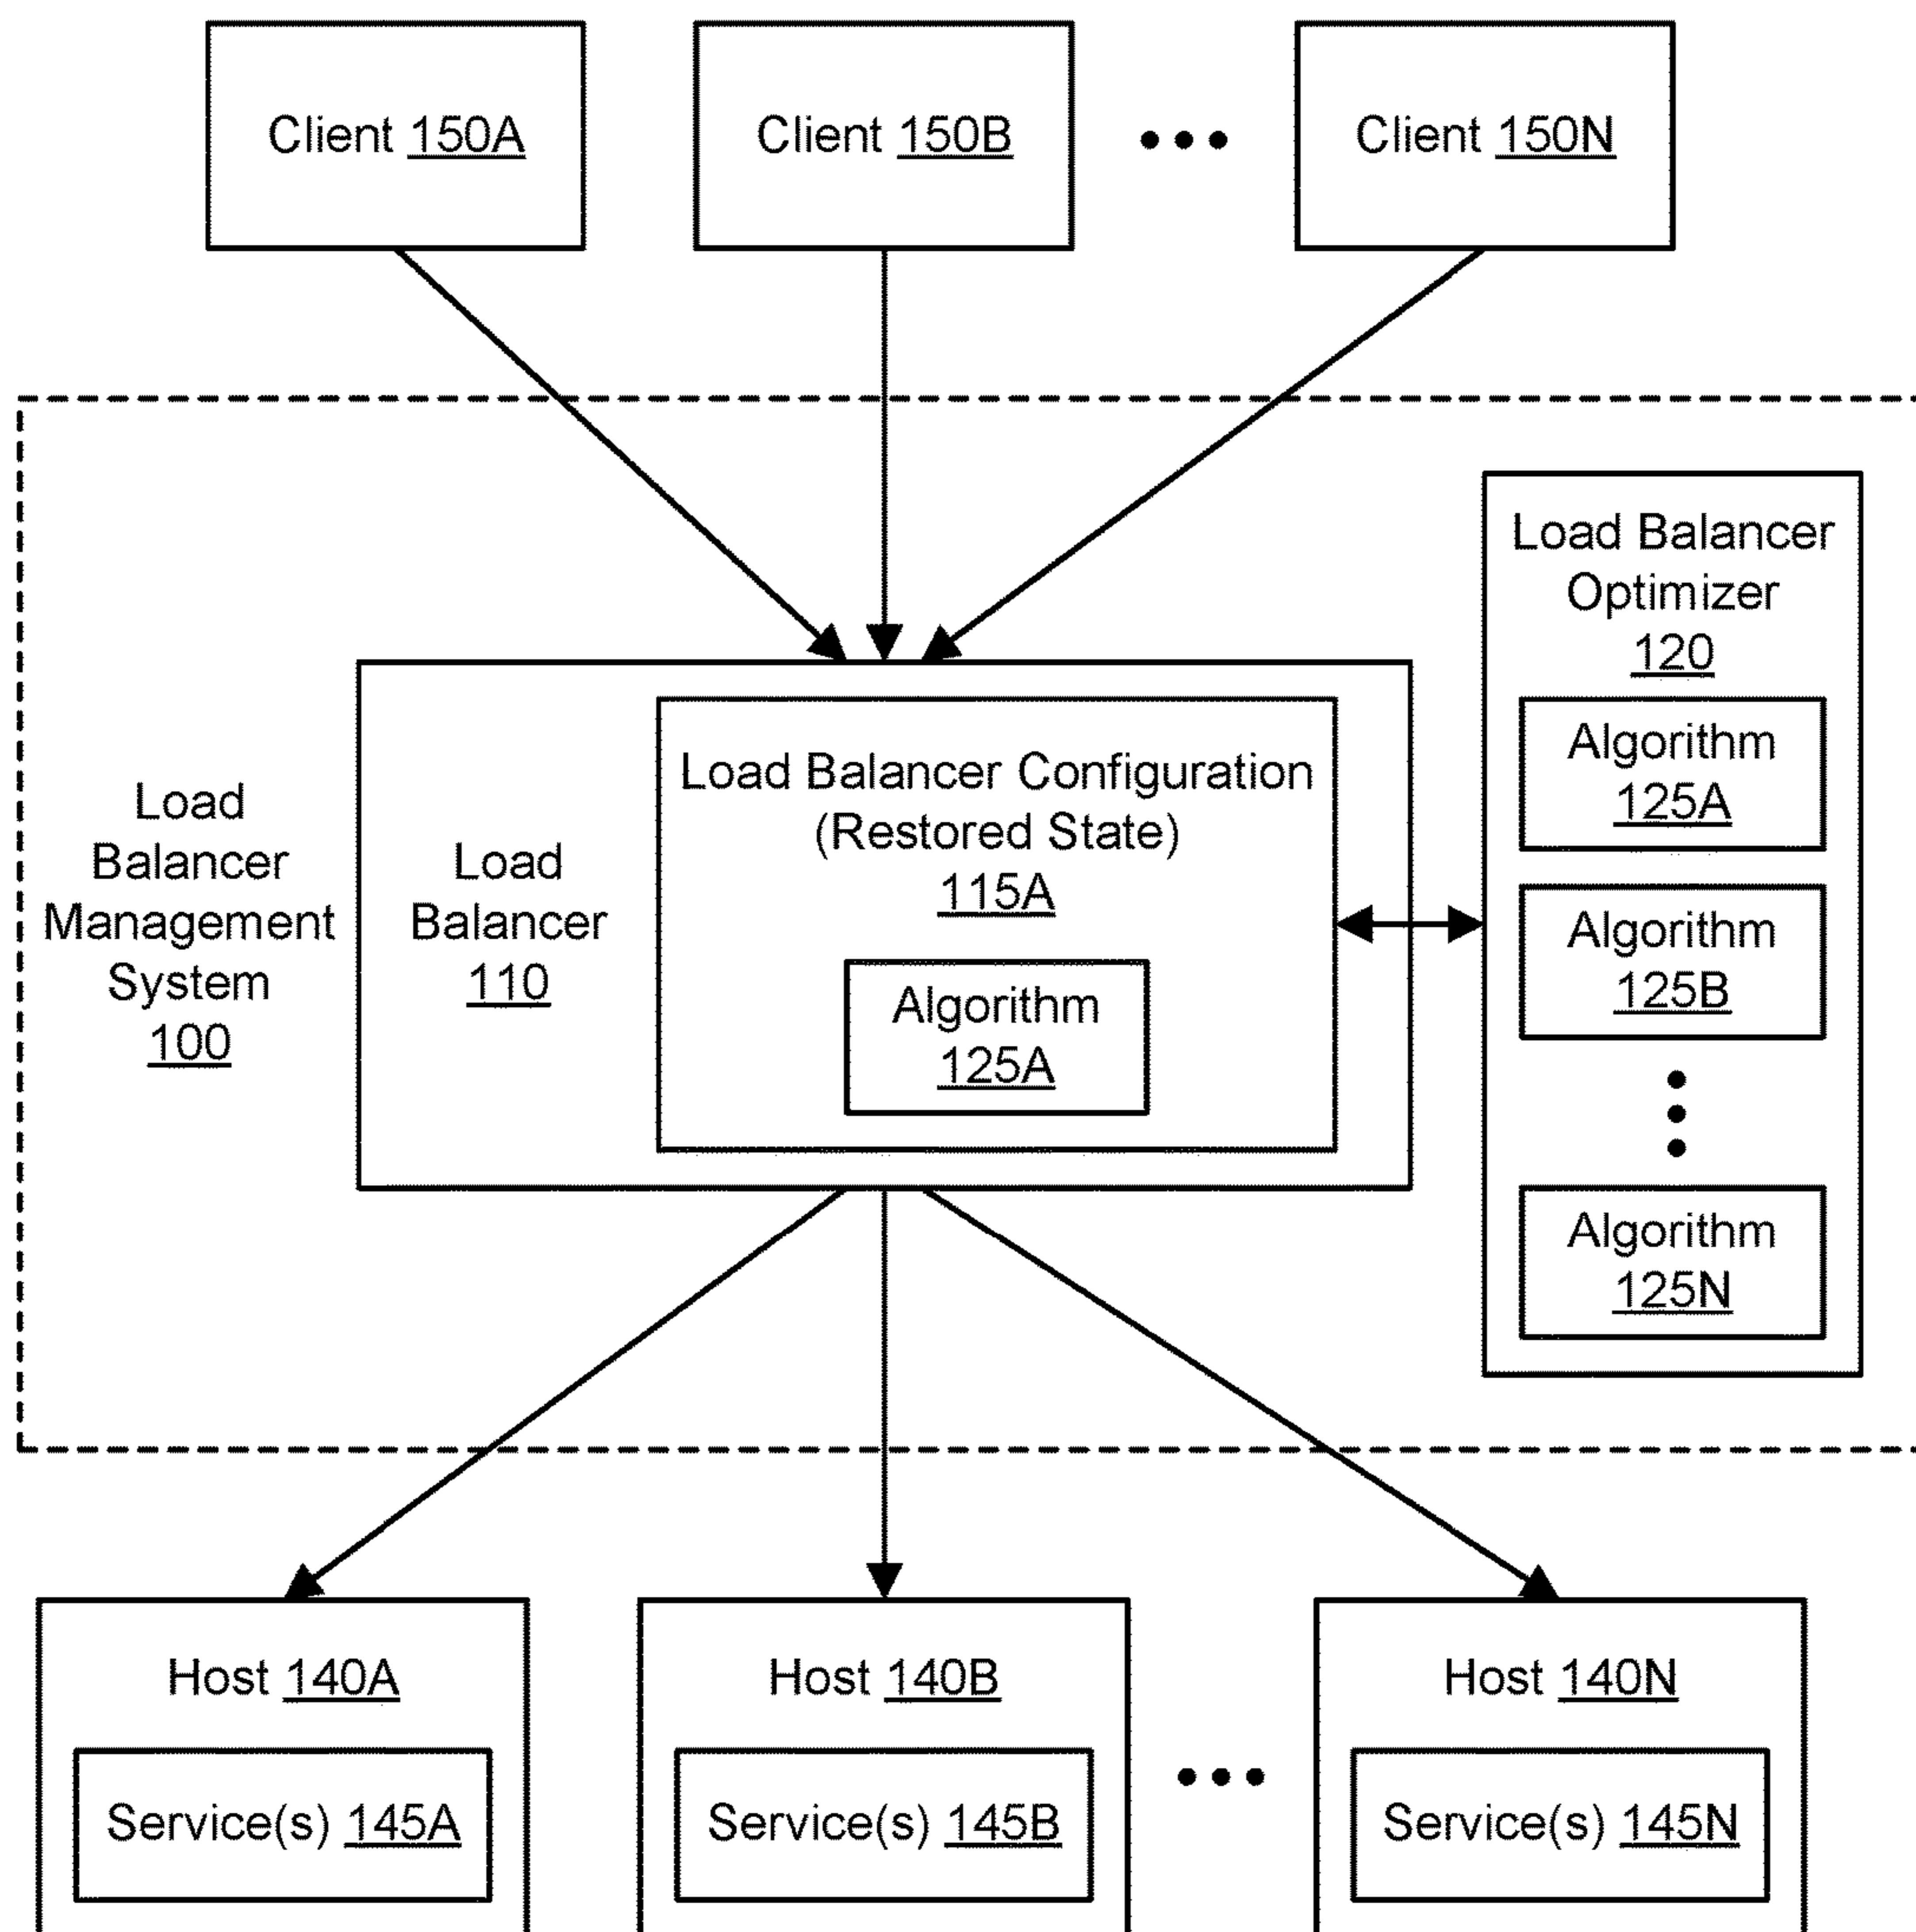 Client 150A
Client 150B
Client 150N
Load
Balancer
Management
System
100
Load
Balancer
110
Load Balancer Configuration
(Restored State)
115A
Algorithm
125A
Load Balancer
Optimizer
120
Algorithm
125A
Algorithm
125B
Algorithm
125N
Host 140A
Service(s) 145A
Host 140B
Service(s) 145B
Host 140N
Service(s) 145N